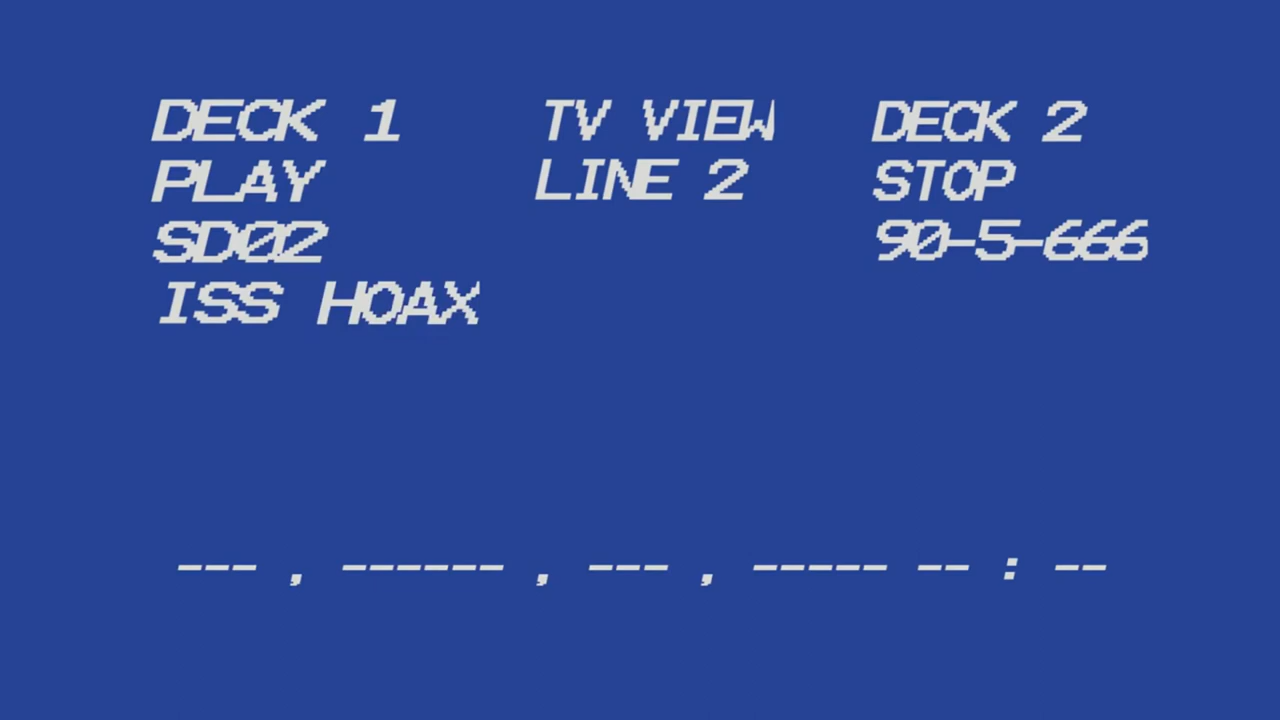 DECK 1 TV VIEW DECK 2
PLAY LINE 2 STOP
SD02 90-5-666
ISS HOAX
--- , ------ , --- , ----- -- : --